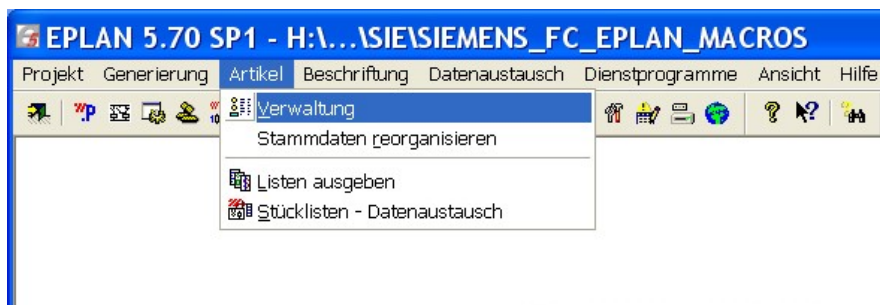 EPLAN 5.70 SP1 - H:\...\SIE\SIEMENS_FC_EPLAN_MACROS
Projekt Generierung Artikel Beschriftung Datenaustausch Dienstprogramme Ansicht Hilfe
Verwaltung
Stammdaten reorganisieren
Listen ausgeben
Stücklisten - Datenaustausch